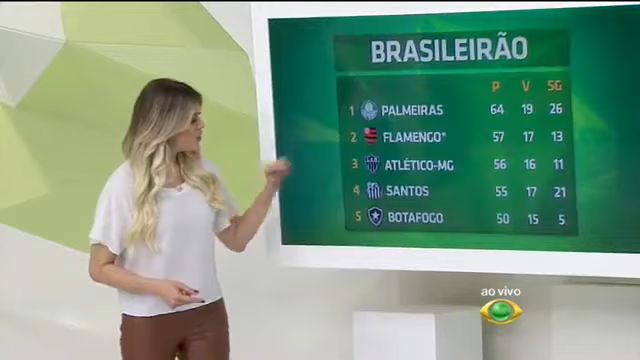 BRASILEIRÃO
P V SG
1 PALMEIRAS 64 19 26
2 FLAMENGO* 57 17 13
3 ATLÉTICO-MG 56 16 11
4 SANTOS 55 17 21
5 BOTAFOGO 50 15 5
ao vivo